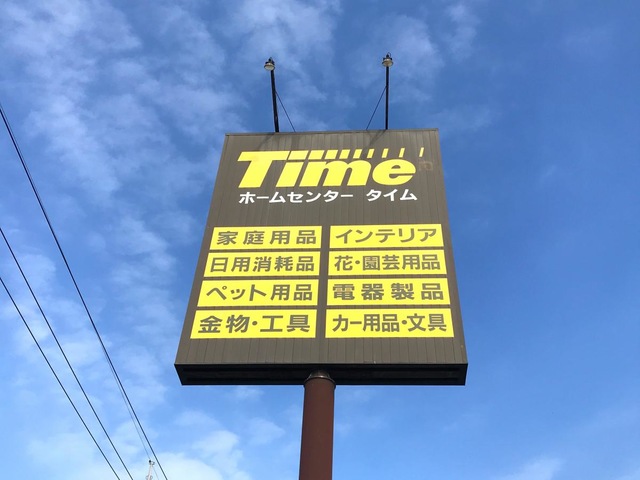 Time
ホームセンター タイム
家庭用品 インテリア
日用消耗品 花・園芸用品
ペット用品 電器製品
金物・工具 カー用品・文具